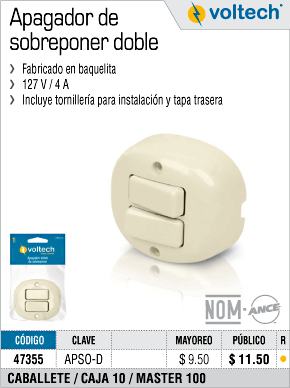 Apagador de
sobreponer doble
voltech®
Fabricado en baquelita
127 V / 4 A
Incluye tornillería para instalación y tapa trasera
voltech
Apagador doble
de sobreponer
NOM - ANCE
CÓDIGO CLAVE MAYOREO PÚBLICO R
47355 APSO-D $ 9.50 $ 11.50
CABALLETE / CAJA 10 / MASTER 100